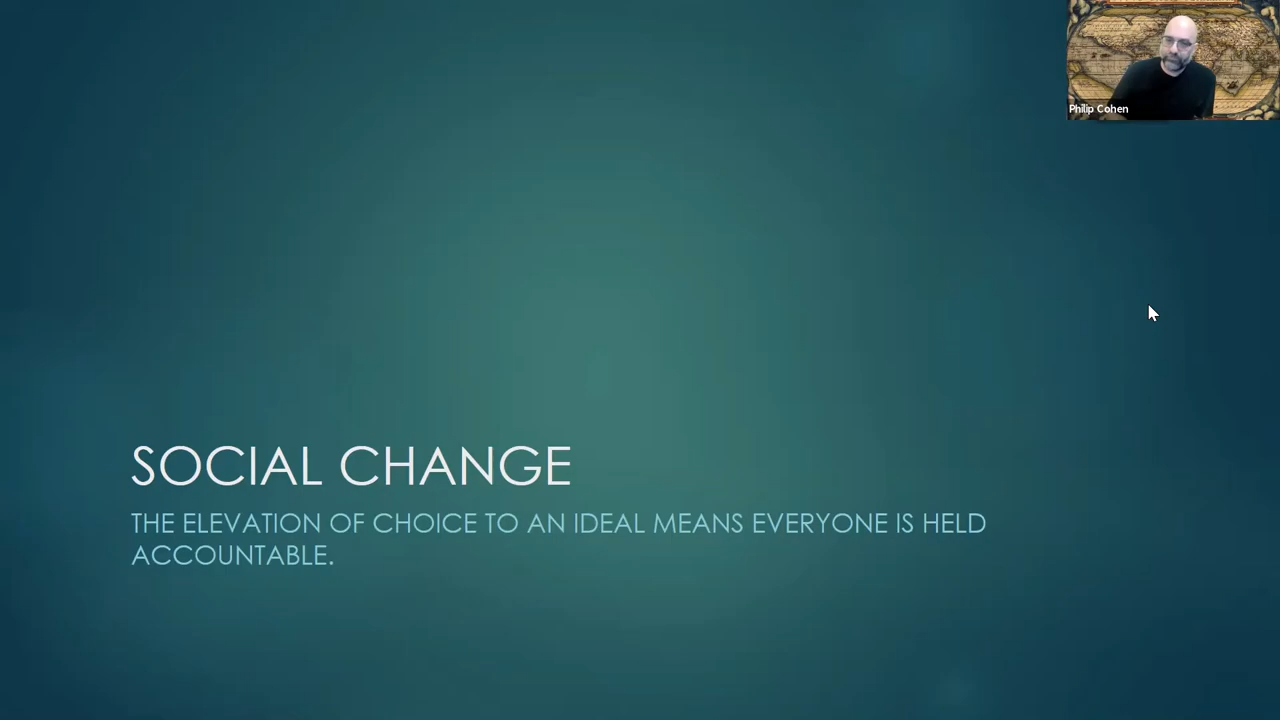 Philip Cohen
SOCIAL CHANGE
THE ELEVATION OF CHOICE TO AN IDEAL MEANS EVERYONE IS HELD
ACCOUNTABLE.